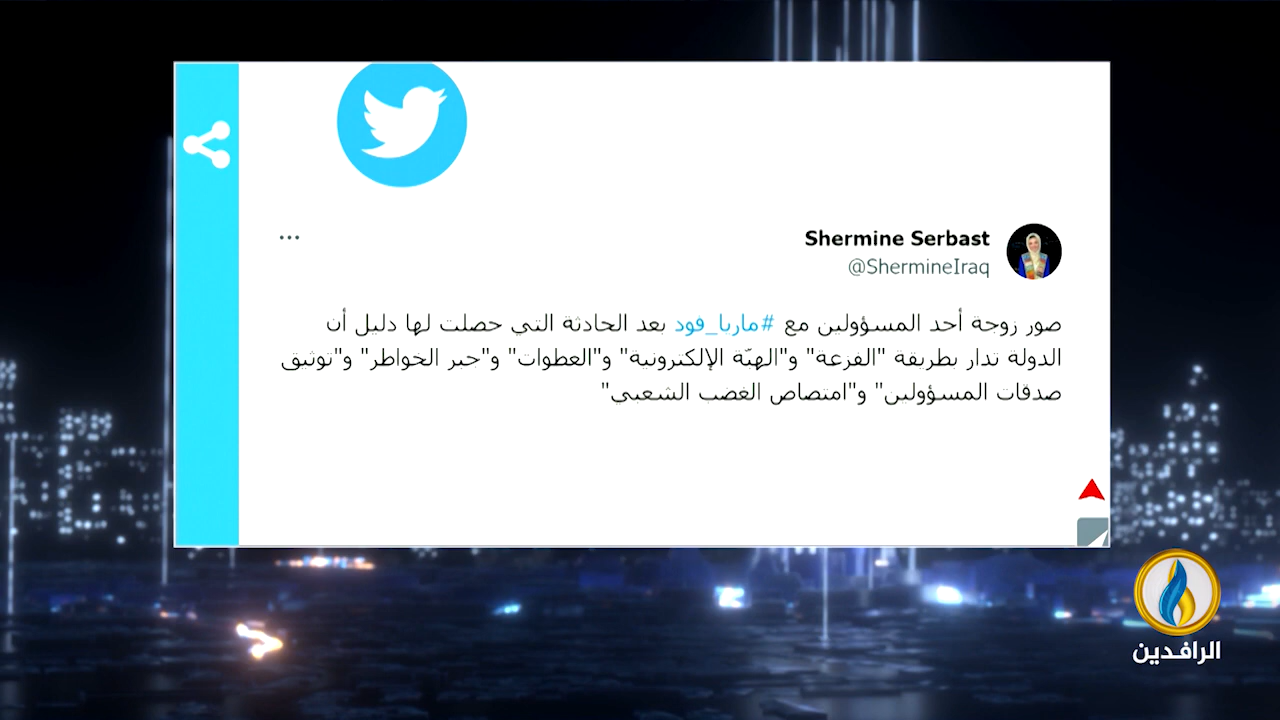 Shermine Serbast
@ShermineIraq
صور زوجة أحد المسؤولين مع #ماريا_فود بعد الحادثة التي حصلت لها دليل أن
الدولة تدار بطريقة "الفزعة" و"الهبّة الإلكترونية" و"العطوات" و"جبر الخواطر" و"توثيق
صدقات المسؤولين" و"امتصاص الغضب الشعبي"
الرافدين